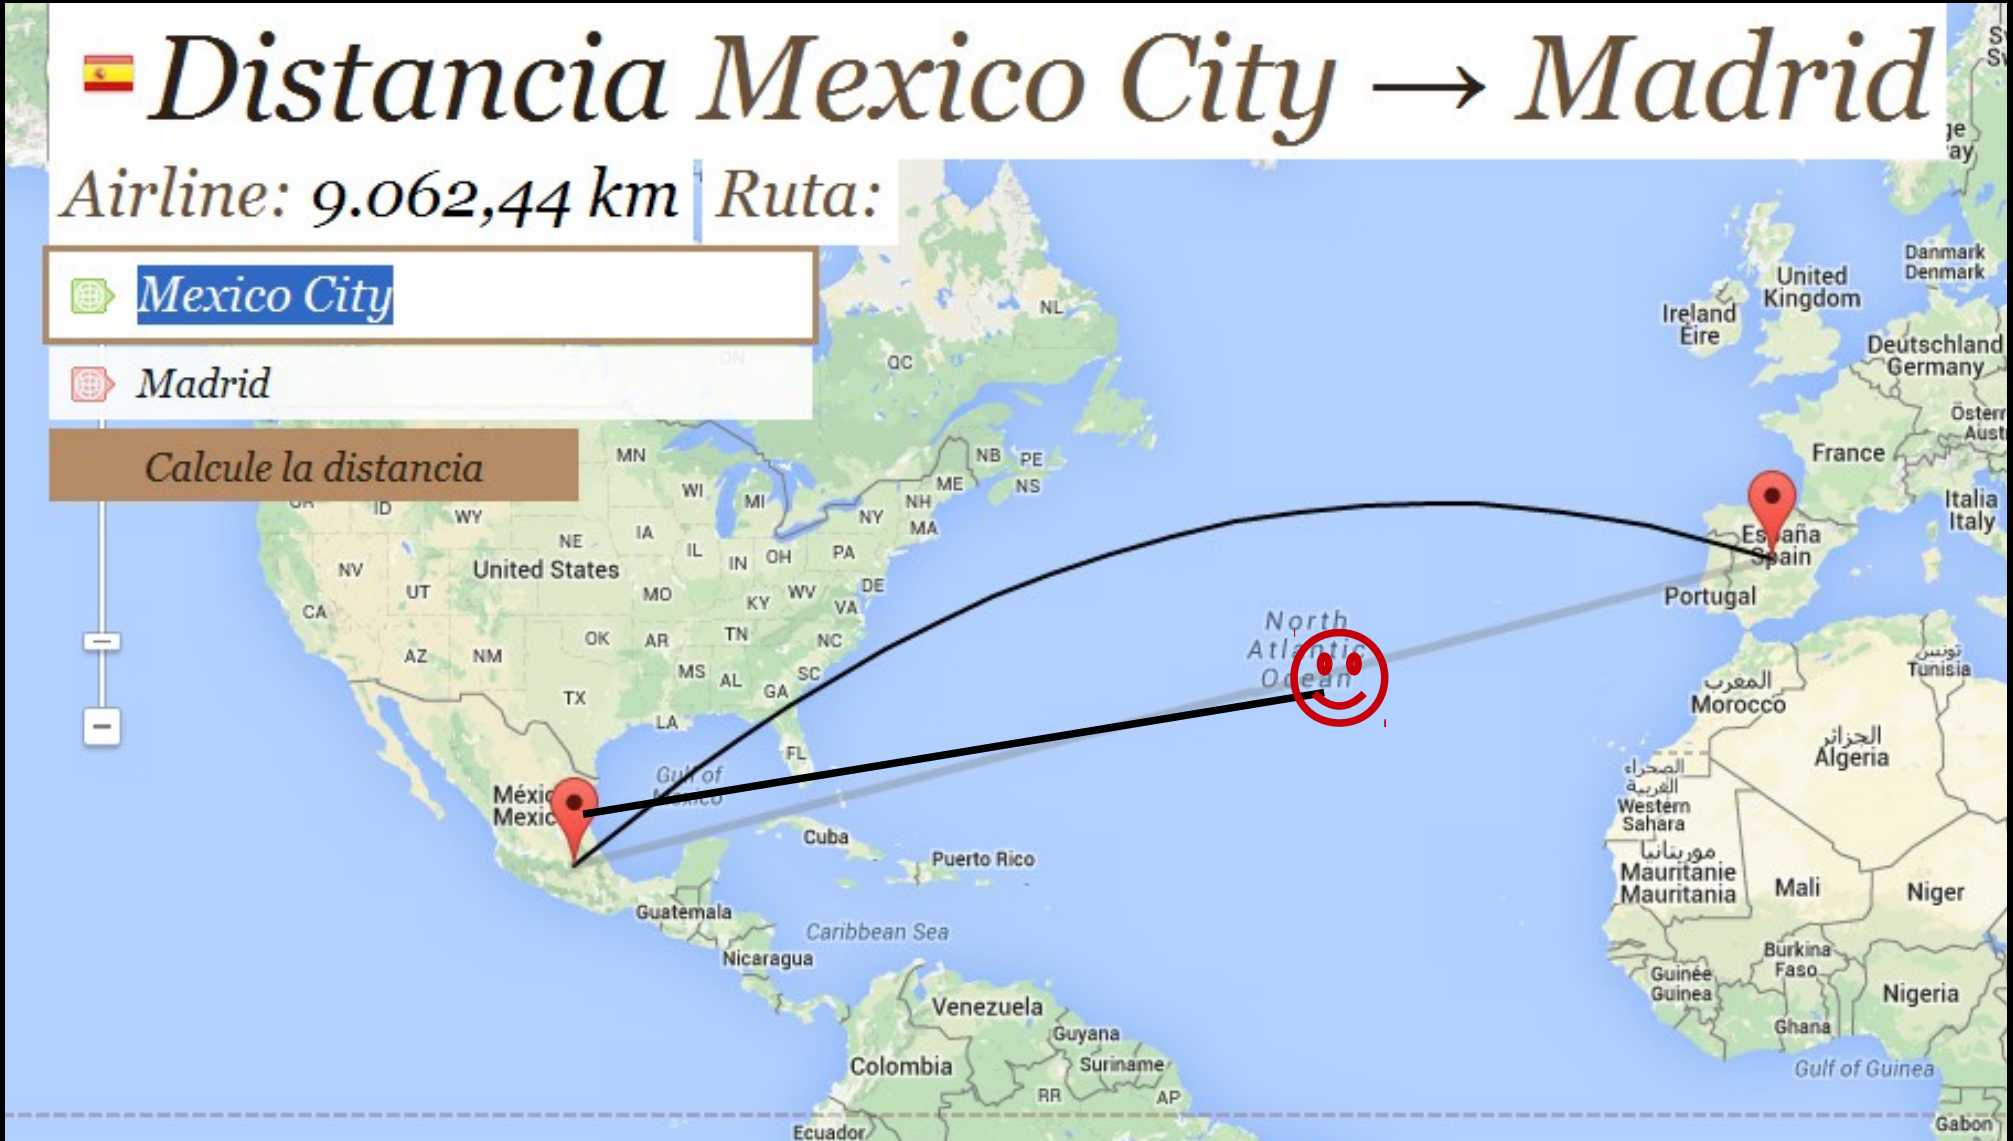 Distancia Mexico City → Madrid
Airline: 9.062,44 km Ruta:
Mexico City
Madrid
Calcule la distancia
NL
QC
ON
MN
WI
MI
NB
PE
NS
ME
NH
MA
NY
OR
ID
WY
NE
IA
IL
IN
OH
PA
NV
UT
United States
MO
KY
WV
VA
DE
CA
OK
AR
TN
NC
AZ
NM
MS
AL
GA
SC
TX
LA
FL
Gulf of
Mexico
Méxic
Mexic
Cuba
Puerto Rico
Guatemala
Caribbean Sea
Nicaragua
Venezuela
Guyana
Colombia
Suriname
RR
AP
Ecuador
North
Atlantic
Ocean
Danmark
Denmark
United
Kingdom
Ireland
Éire
Deutschland
Germany
Österr
Aust
France
Italia
Italy
España
Spain
Portugal
تونس
Tunisia
المغرب
Morocco
الجزائر
Algeria
الصحراء
الغربية
Western
Sahara
موريتانيا
Mauritanie
Mauritania
Mali
Niger
Burkina
Faso
Guinée
Guinea
Nigeria
Ghana
Gulf of Guinea
Gabon